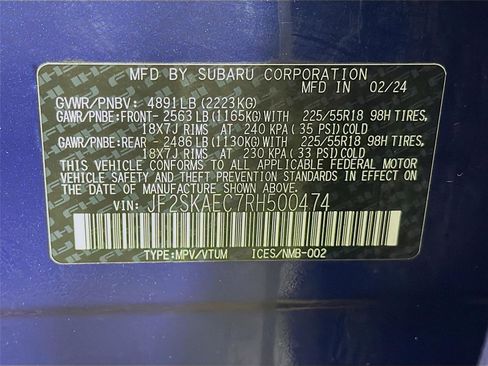 MFD BY SUBARU CORPORATION
MFD IN 02/24
GVWR/PNBV: 4891LB(2223KG)
GAWR/PNBE:FRONT- 2563LB(1165KG)WITH 225/55R18 98H TIRES,
18X7J RIMS AT 240 KPA(35 PSI)COLD
GAWR/PNBE:REAR - 2486LB(1130KG)WITH 225/55R18 98H TIRES,
18X7J RIMS AT 230 KPA(33 PSI)COLD
THIS VEHICLE CONFORMS TO ALL APPLICABLE FEDERAL MOTOR
VEHICLE SAFETY,BUMPER AND THEFT PREVENTION STANDARDS
IN EFFECT ON THE DATE OF MANUFACTURE SHOWN ABOVE.
VIN: JF2SKAEC7RH500474
TYPE:MPV/VTUM ICES/NMB-002